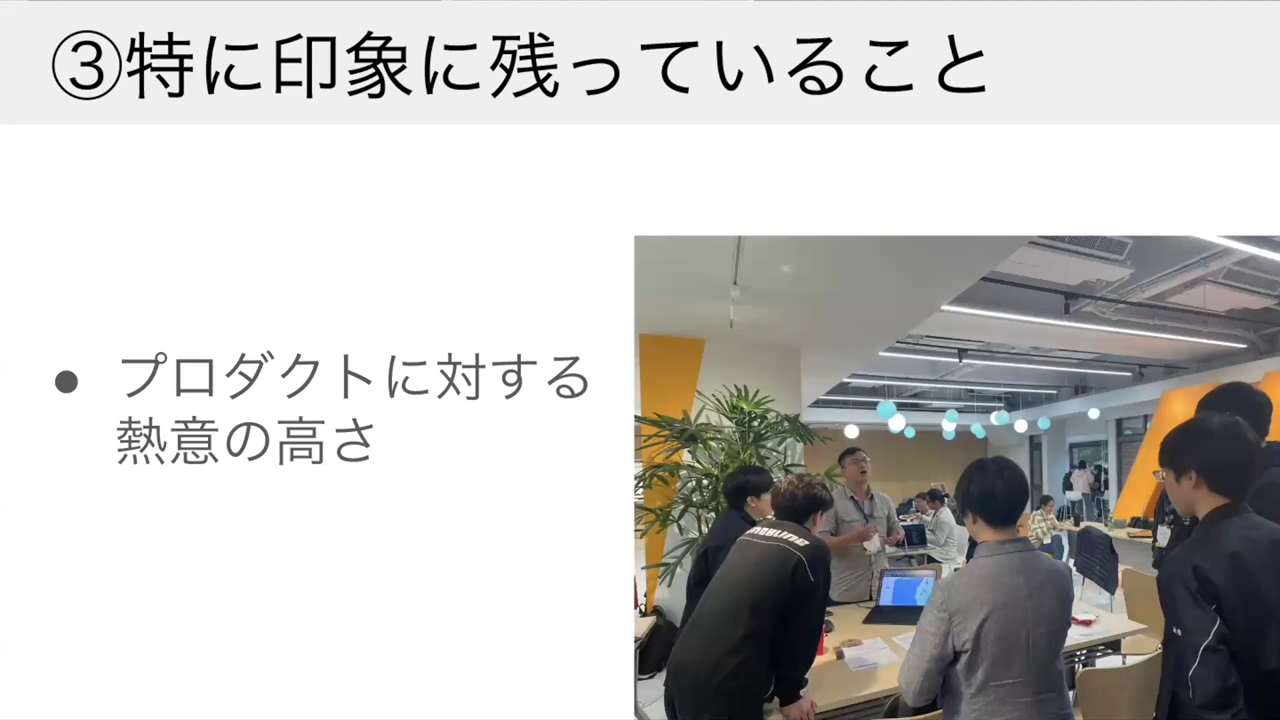 ③特に印象に残っていること
● プロダクトに対する
熱意の高さ